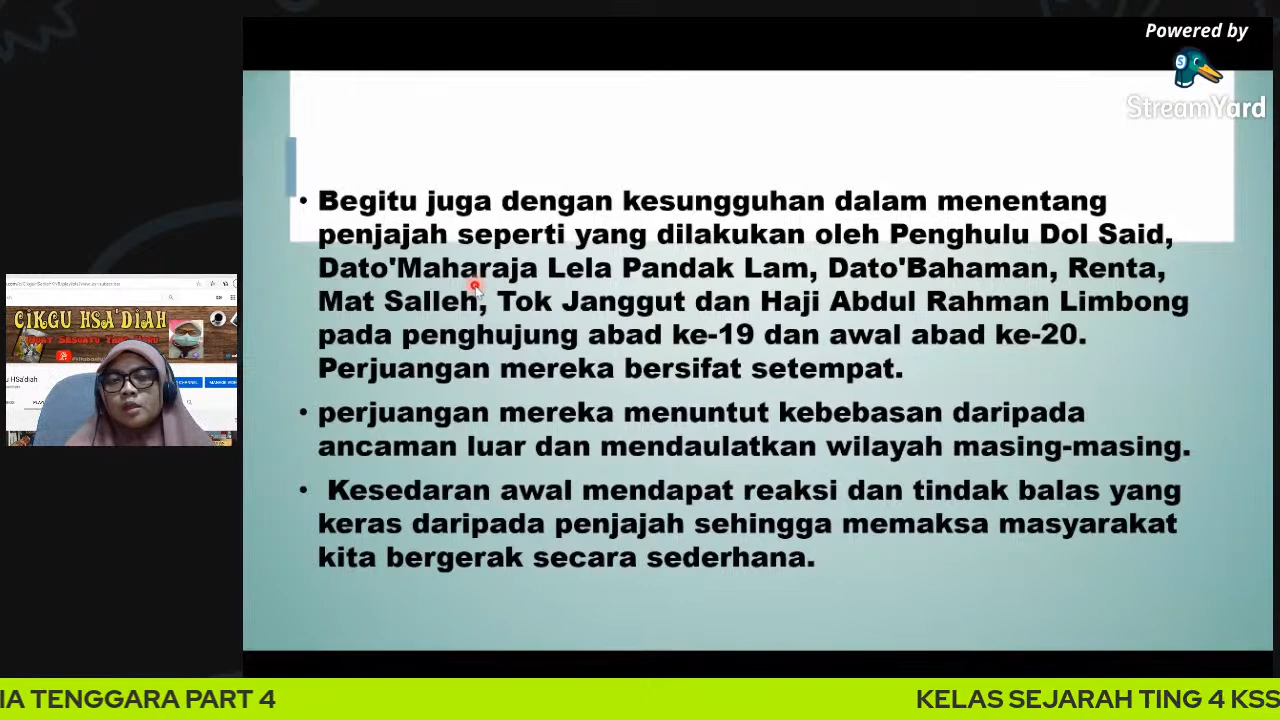 Powered by
StreamYard
• Begitu juga dengan kesungguhan dalam menentang
penjajah seperti yang dilakukan oleh Penghulu Dol Said,
Dato'Maharaja Lela Pandak Lam, Dato'Bahaman, Renta,
Mat Salleh, Tok Janggut dan Haji Abdul Rahman Limbong
pada penghujung abad ke-19 dan awal abad ke-20.
Perjuangan mereka bersifat setempat.
• perjuangan mereka menuntut kebebasan daripada
ancaman luar dan mendaulatkan wilayah masing-masing.
• Kesedaran awal mendapat reaksi dan tindak balas yang
keras daripada penjajah sehingga memaksa masyarakat
kita bergerak secara sederhana.
CIKGU HSA'DIAH
HSa'diah
IA TENGGARA PART 4
KELAS SEJARAH TING 4 KSS